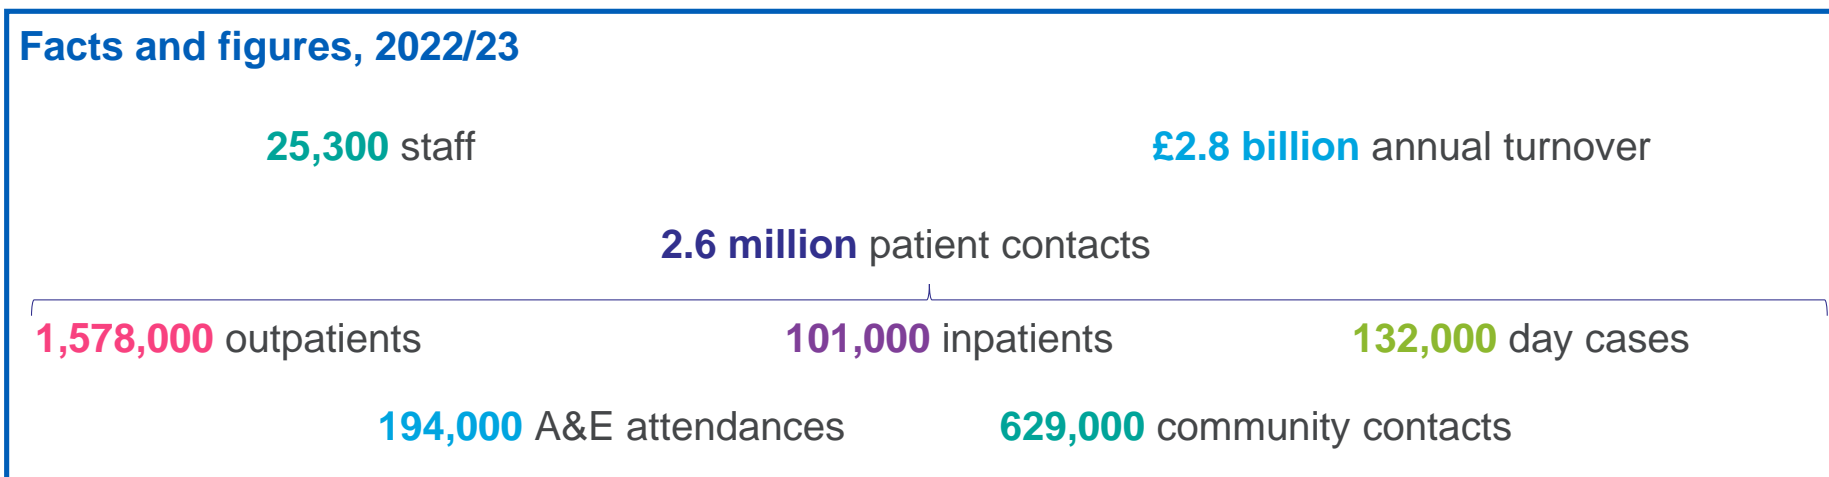 Facts and figures, 2022/23
25,300 staff
£2.8 billion annual turnover
2.6 million patient contacts
1,578,000 outpatients
101,000 inpatients
132,000 day cases
194,000 A&E attendances
629,000 community contacts